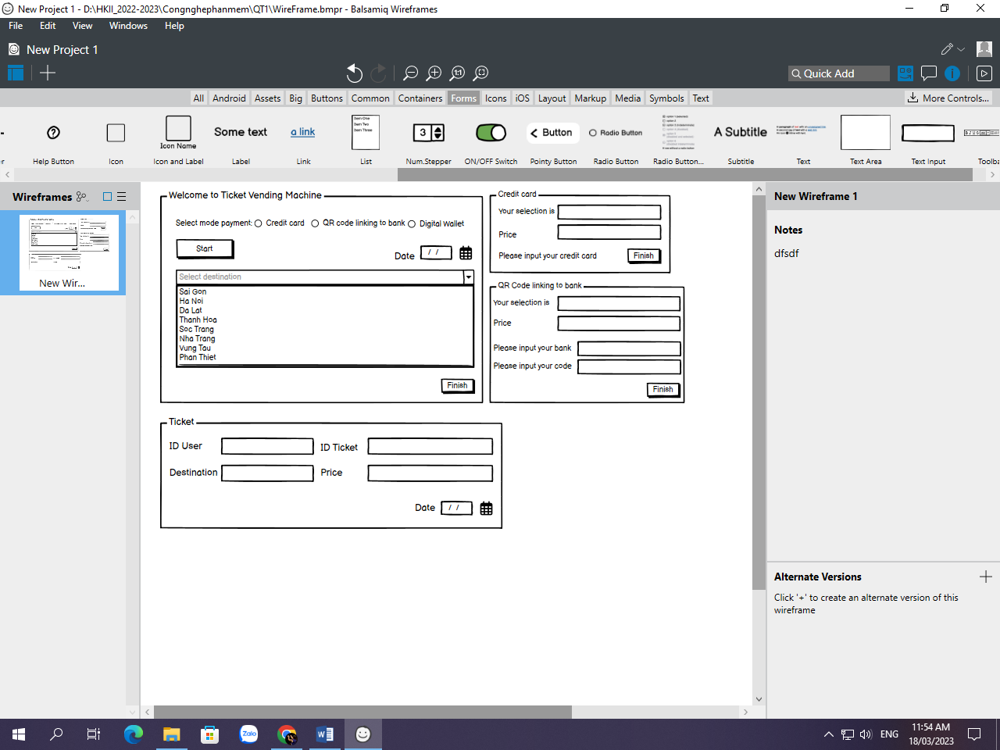 New Project 1 - D:\HKII_2022-2023\Congnghephanmem\QT1\WireFrame.bmpr - Balsamiq Wireframes
File Edit View Windows Help
New Project 1
1:1
Quick Add
All Android Assets Big Buttons Common Containers Forms Icons iOS Layout Markup Media Symbols Text
More Controls...
Icon Name
Some text
a link
Item One
Item Two
Item Three
3
Button
Radio Button
A Subtitle
r Help Button Icon Icon and Label Label Link List Num.Stepper ON/OFF Switch Pointy Button Radio Button Radio Button... Subtitle Text Text Area Text Input Toolba
Wireframes
New Wir...
Welcome to Ticket Vending Machine
Select mode payment: Credit card QR code linking to bank Digital Wallet
Start
Date / /
Select destination
Sai Gon
Ha Noi
Da Lat
Thanh Hoa
Soc Trang
Nha Trang
Vung Tau
Phan Thiet
Finish
Credit card
Your selection is
Price
Please input your credit card Finish
QR Code linking to bank
Your selection is
Price
Please input your bank
Please input your code
Finish
Ticket
ID User ID Ticket
Destination Price
Date / /
New Wireframe 1
Notes
dfsdf
Alternate Versions
Click '+' to create an alternate version of this
wireframe
Zalo
ENG
11:54 AM
18/03/2023